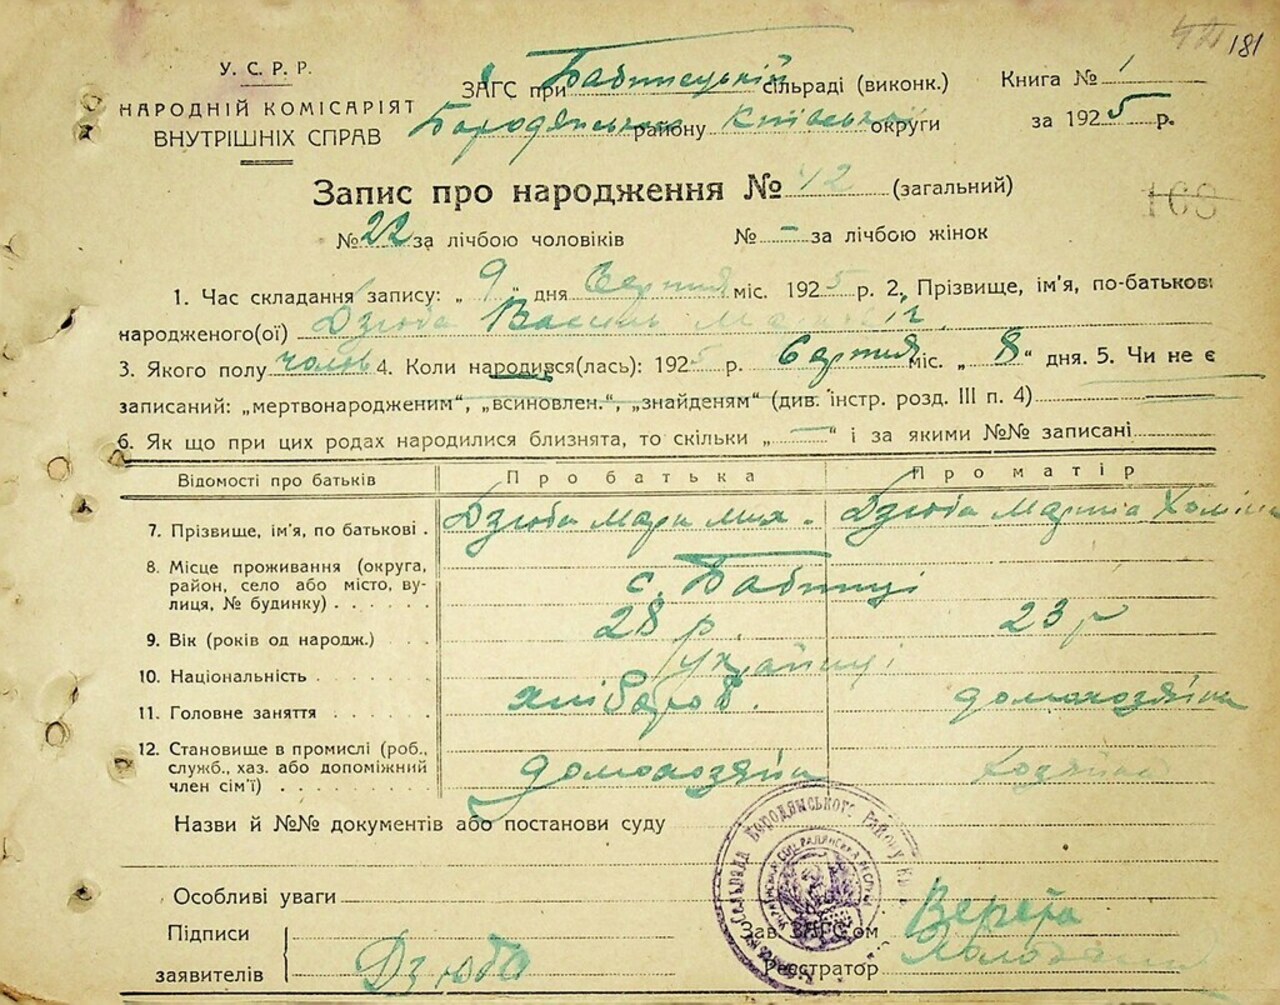 181
У. С. Р. Р.
НАРОДНІЙ КОМІСАРІЯТ
ВНУТРІШНІХ СПРАВ
ЗАГС при Бабинецькій сільраді (виконк.)
Книга № 1
Бородянського району Київської округи
за 1925 р.
Запис про народження № 42 (загальний)
168
№ 22 за лічбою чоловіків № – за лічбою жінок
1. Час складання запису: „ 9 “ дня Серпня міс. 1925 р. 2, Прізвище, ім'я, по-батькові
народженого(ої) Дзюба Василь
3. Якого полу чолов 4. Коли народився(лась): 1925 р. Серпня міс. „ 8 “ дня. 5. Чи не є
записаний: „мертвонародженим“, „всиновлен.“, „знайденям“ (див. інстр. розд. III п. 4)
6. Як що при цих родах народилися близнята, то скільки „ — “ і за якими №№ записані
Відомості про батьків Про батька Про матір
7. Прізвище, ім'я, по батькові . Дзюба Дзюба
8. Місце проживання (округа,
район, село або місто, ву-
лиця, № будинку) . . . . . . с. Бабинці
9. Вік (років од народж.) . . . 28 р. 23 р
10. Національність . . . . . . . українці
11. Головне заняття . . . . . . хлібороб. домохозяйка
12. Становище в промислі (роб.,
служб., хаз. або допоміжний
член сім'ї) . . . . . . . . . домохозяїн хозяйка
Назви й №№ документів або постанови суду
Особливі уваги
Підписи
заявителів
Дзюба
Зав. ЗАГС'ом
Реєстратор